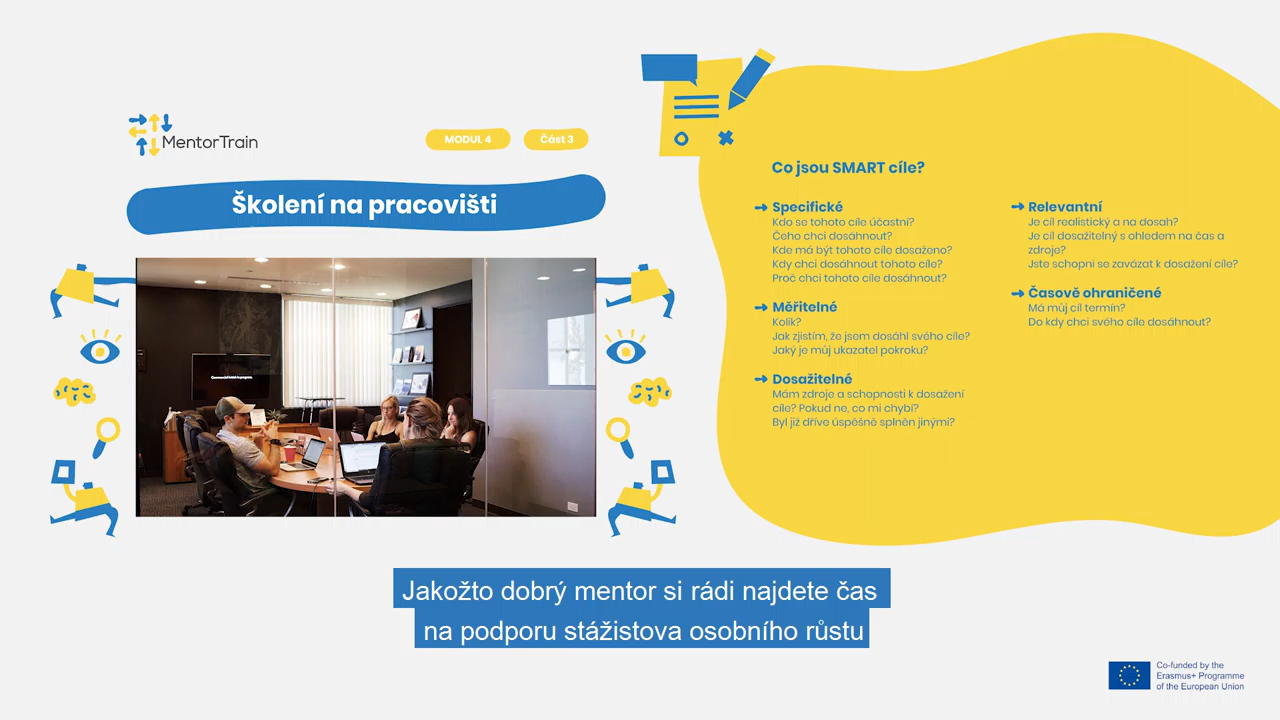 MentorTrain
MODUL 4
Část 3
Školení na pracovišti
Co jsou SMART cíle?
Specifické
Kdo se tohoto cíle účastní?
Čeho chci dosáhnout?
Kde má být tohoto cíle dosaženo?
Kdy chci dosáhnout tohoto cíle?
Proč chci tohoto cíle dosáhnout?
Měřitelné
Kolik?
Jak zjistím, že jsem dosáhl svého cíle?
Jaký je můj ukazatel pokroku?
Dosažitelné
Mám zdroje a schopnosti k dosažení
cíle? Pokud ne, co mi chybí?
Byl již dříve úspěšně splněn jinými?
Relevantní
Je cíl realistický a na dosah?
Je cíl dosažitelný s ohledem na čas a
zdroje?
Jste schopni se zavázat k dosažení cíle?
Časově ohraničené
Má můj cíl termín?
Do kdy chci svého cíle dosáhnout?
Jakožto dobrý mentor si rádi najdete čas
na podporu stážistova osobního růstu
Co-funded by the
Erasmus+ Programme
of the European Union